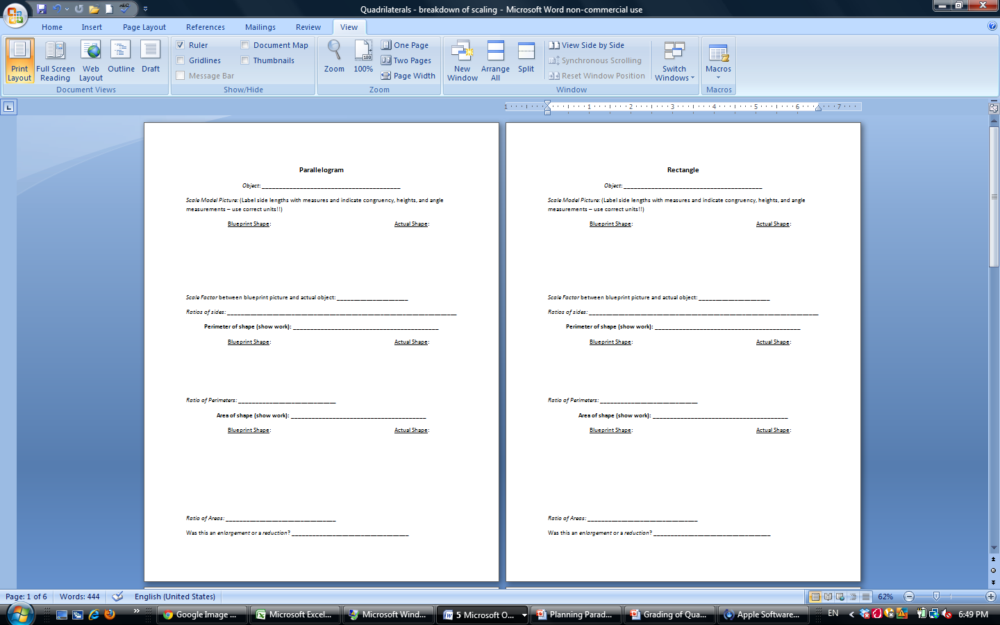 Quadrilaterals - breakdown of scaling - Microsoft Word non-commercial use
Home Insert Page Layout References Mailings Review View
Print Layout
Full Screen Reading
Web Layout
Outline
Draft
Document Views
Ruler
Gridlines
Message Bar
Document Map
Thumbnails
Show/Hide
Zoom
100%
One Page
Two Pages
Page Width
Zoom
New Window
Arrange All
Split
View Side by Side
Synchronous Scrolling
Reset Window Position
Switch Windows
Window
Macros
Macros
1 1 2 3 4 5 6 7
Parallelogram
Object: ________________________________________
Scale Model Picture: (Label side lengths with measures and indicate congruency, heights, and angle
measurements – use correct units!!)
Blueprint Shape: Actual Shape:
Scale Factor between blueprint picture and actual object: _____________________
Ratios of sides: ____________________________________________________________________
Perimeter of shape (show work): ___________________________________________
Blueprint Shape: Actual Shape:
Ratio of Perimeters: _____________________________
Area of shape (show work): ________________________________________
Blueprint Shape: Actual Shape:
Ratio of Areas: ________________________________
Was this an enlargement or a reduction? __________________________________
Rectangle
Object: ________________________________________
Scale Model Picture: (Label side lengths with measures and indicate congruency, heights, and angle
measurements – use correct units!!)
Blueprint Shape: Actual Shape:
Scale Factor between blueprint picture and actual object: _____________________
Ratios of sides: ____________________________________________________________________
Perimeter of shape (show work): ___________________________________________
Blueprint Shape: Actual Shape:
Ratio of Perimeters: _____________________________
Area of shape (show work): ________________________________________
Blueprint Shape: Actual Shape:
Ratio of Areas: ________________________________
Was this an enlargement or a reduction? __________________________________
Page: 1 of 6 Words: 444 English (United States) 62%
Google Image ... Microsoft Excel... Microsoft Wind... 5 Microsoft O... Planning Parad... Grading of Qua... Apple Software... EN 6:49 PM